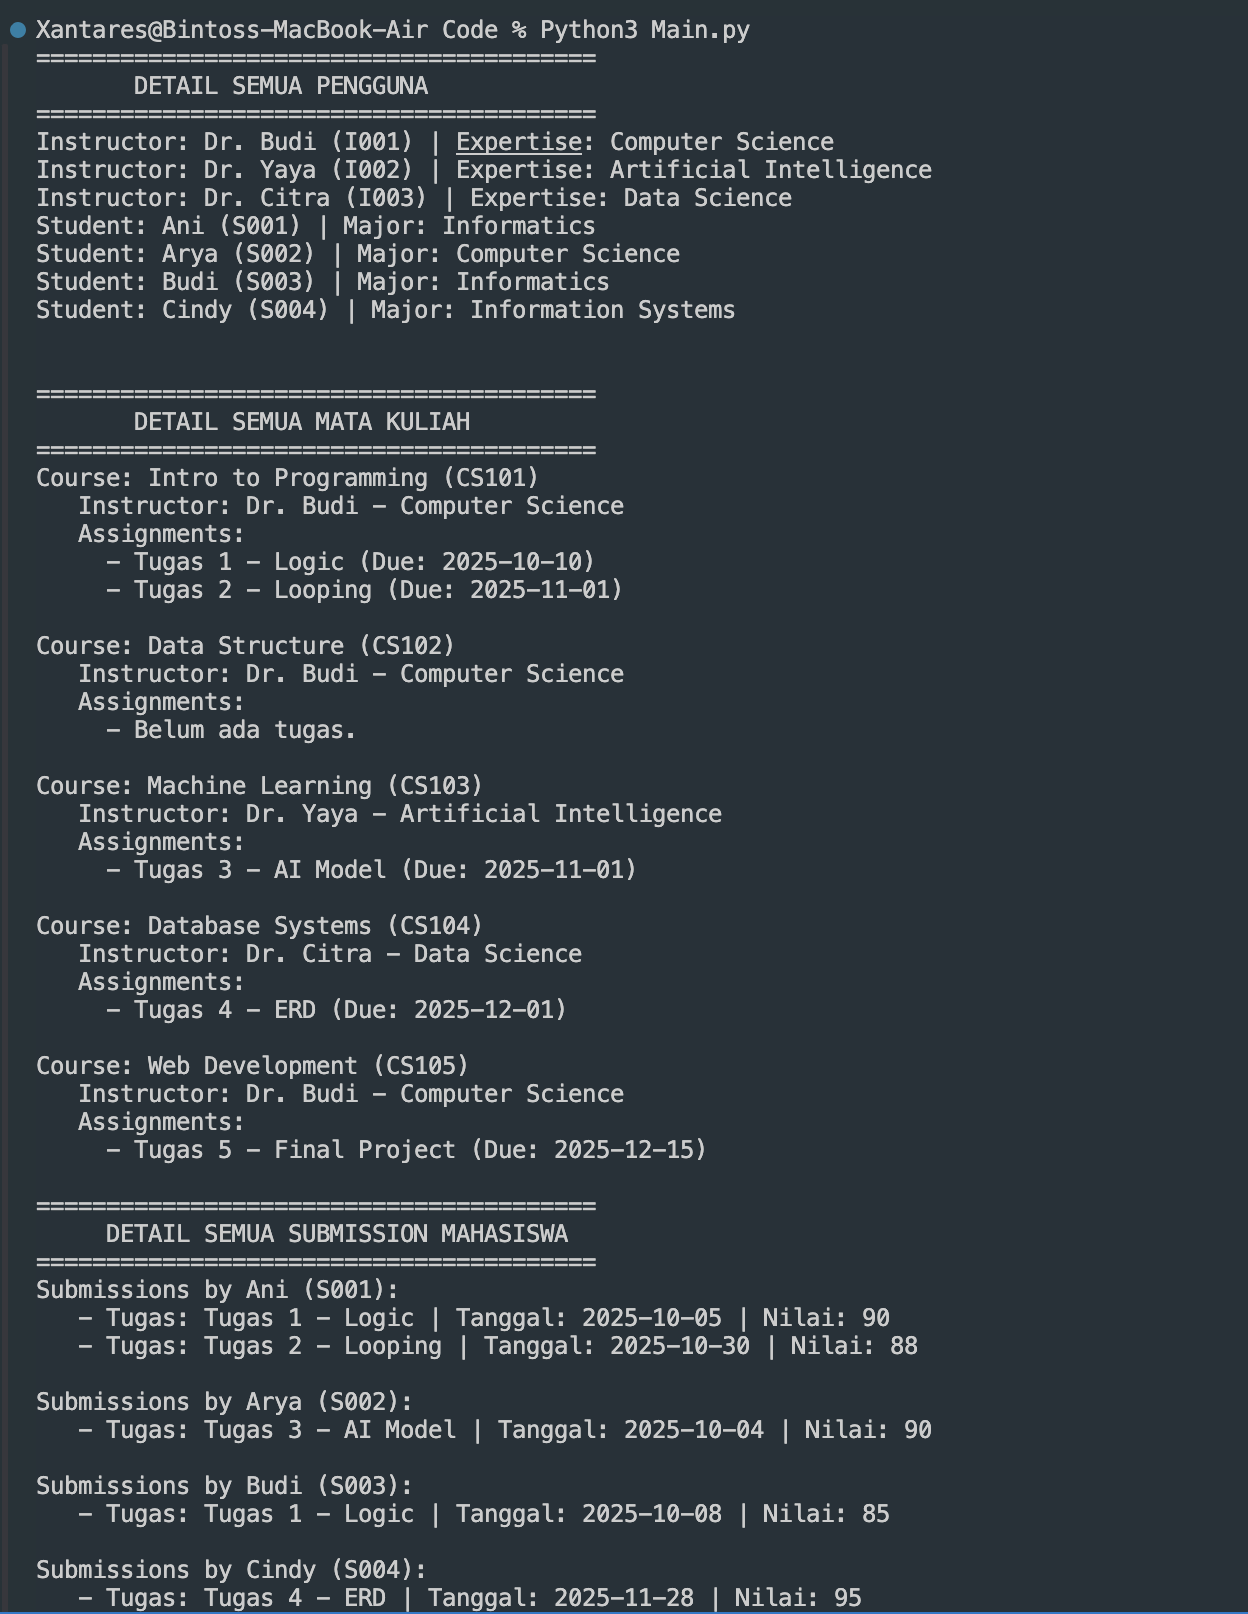 Xantares@Bintoss-MacBook-Air Code % Python3 Main.py
========================================
       DETAIL SEMUA PENGGUNA
========================================
Instructor: Dr. Budi (I001) | Expertise: Computer Science
Instructor: Dr. Yaya (I002) | Expertise: Artificial Intelligence
Instructor: Dr. Citra (I003) | Expertise: Data Science
Student: Ani (S001) | Major: Informatics
Student: Arya (S002) | Major: Computer Science
Student: Budi (S003) | Major: Informatics
Student: Cindy (S004) | Major: Information Systems
========================================
       DETAIL SEMUA MATA KULIAH
========================================
Course: Intro to Programming (CS101)
   Instructor: Dr. Budi - Computer Science
   Assignments:
     - Tugas 1 - Logic (Due: 2025-10-10)
     - Tugas 2 - Looping (Due: 2025-11-01)
Course: Data Structure (CS102)
   Instructor: Dr. Budi - Computer Science
   Assignments:
     - Belum ada tugas.
Course: Machine Learning (CS103)
   Instructor: Dr. Yaya - Artificial Intelligence
   Assignments:
     - Tugas 3 - AI Model (Due: 2025-11-01)
Course: Database Systems (CS104)
   Instructor: Dr. Citra - Data Science
   Assignments:
     - Tugas 4 - ERD (Due: 2025-12-01)
Course: Web Development (CS105)
   Instructor: Dr. Budi - Computer Science
   Assignments:
     - Tugas 5 - Final Project (Due: 2025-12-15)
========================================
     DETAIL SEMUA SUBMISSION MAHASISWA
========================================
Submissions by Ani (S001):
   - Tugas: Tugas 1 - Logic | Tanggal: 2025-10-05 | Nilai: 90
   - Tugas: Tugas 2 - Looping | Tanggal: 2025-10-30 | Nilai: 88
Submissions by Arya (S002):
   - Tugas: Tugas 3 - AI Model | Tanggal: 2025-10-04 | Nilai: 90
Submissions by Budi (S003):
   - Tugas: Tugas 1 - Logic | Tanggal: 2025-10-08 | Nilai: 85
Submissions by Cindy (S004):
   - Tugas: Tugas 4 - ERD | Tanggal: 2025-11-28 | Nilai: 95